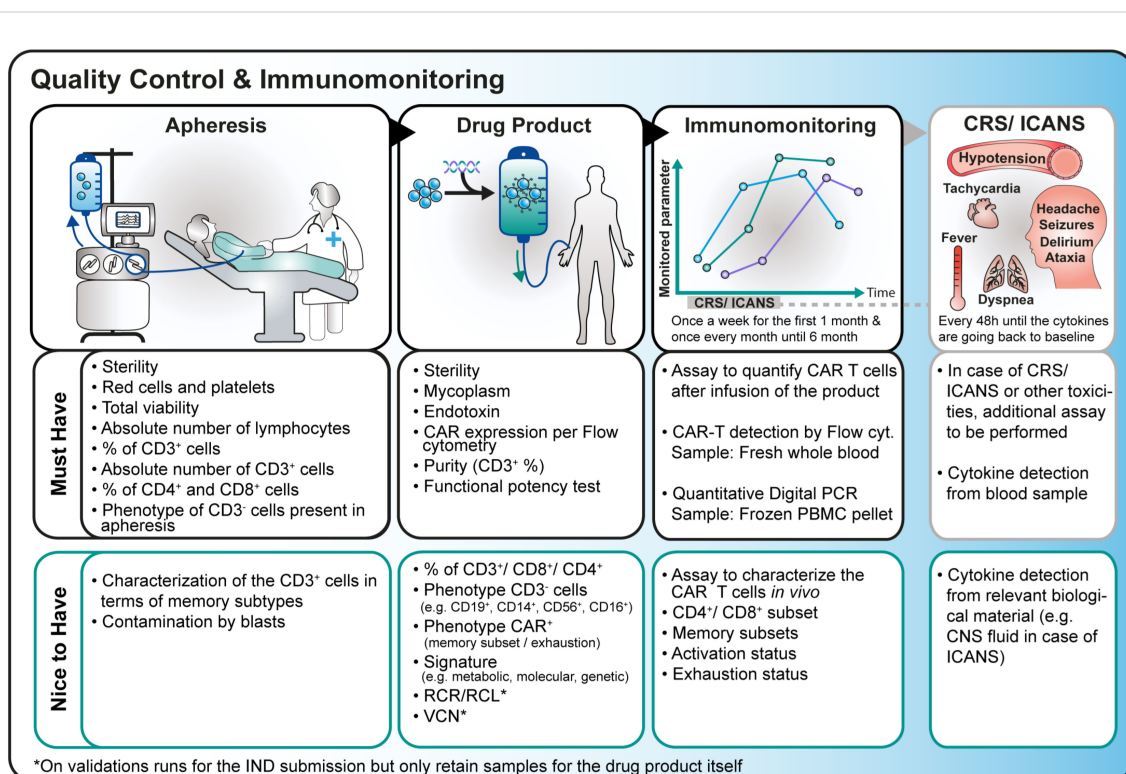 Quality Control & Immunomonitoring
Apheresis
Drug Product
Immunomonitoring
Monitored parameter
Time
CRS/ ICANS
Once a week for the first 1 month &
once every month until 6 month
CRS/ ICANS
Hypotension
Tachycardia
Headache
Seizures
Delirium
Ataxia
Fever
Dyspnea
Every 48h until the cytokines
are going back to baseline
Must Have
• Sterility
• Red cells and platelets
• Total viability
• Absolute number of lymphocytes
• % of CD3⁺ cells
• Absolute number of CD3⁺ cells
• % of CD4⁺ and CD8⁺ cells
• Phenotype of CD3⁻ cells present in
apheresis
• Sterility
• Mycoplasm
• Endotoxin
• CAR expression per Flow
cytometry
• Purity (CD3⁺ %)
• Functional potency test
• Assay to quantify CAR T cells
after infusion of the product
• CAR-T detection by Flow cyt.
Sample: Fresh whole blood
• Quantitative Digital PCR
Sample: Frozen PBMC pellet
• In case of CRS/
ICANS or other toxici-
ties, additional assay
to be performed
• Cytokine detection
from blood sample
Nice to Have
• Characterization of the CD3⁺ cells in
terms of memory subtypes
• Contamination by blasts
• % of CD3⁺/ CD8⁺/ CD4⁺
• Phenotype CD3⁻ cells
(e.g. CD19⁺, CD14⁺, CD56⁺, CD16⁺)
• Phenotype CAR⁺
(memory subset / exhaustion)
• Signature
(e.g. metabolic, molecular, genetic)
• RCR/RCL*
• VCN*
• Assay to characterize the
CAR T cells in vivo
• CD4⁺/ CD8⁺ subset
• Memory subsets
• Activation status
• Exhaustion status
• Cytokine detection
from relevant biologi-
cal material (e.g.
CNS fluid in case of
ICANS)
*On validations runs for the IND submission but only retain samples for the drug product itself